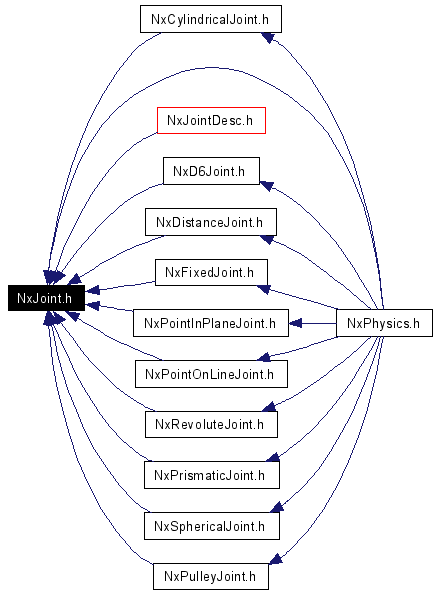 NxCylindricalJoint.h
NxJointDesc.h
NxD6Joint.h
NxDistanceJoint.h
NxFixedJoint.h
NxJoint.h
NxPointInPlaneJoint.h
NxPhysics.h
NxPointOnLineJoint.h
NxRevoluteJoint.h
NxPrismaticJoint.h
NxSphericalJoint.h
NxPulleyJoint.h